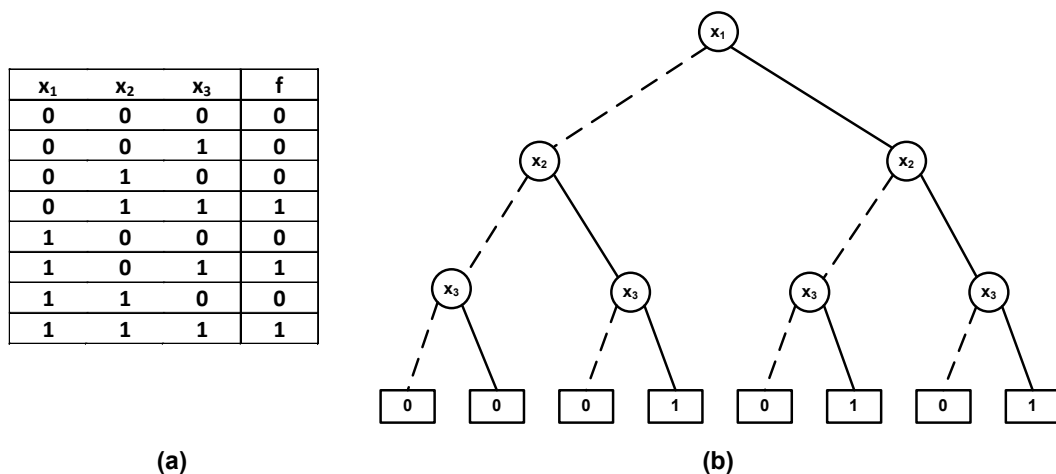 x₁ x₂ x₃ f
0 0 0 0
0 0 1 0
0 1 0 0
0 1 1 1
1 0 0 0
1 0 1 1
1 1 0 0
1 1 1 1
(a)
x₁
x₂ x₂
x₃ x₃ x₃ x₃
0 0 0 1 0 1 0 1
(b)